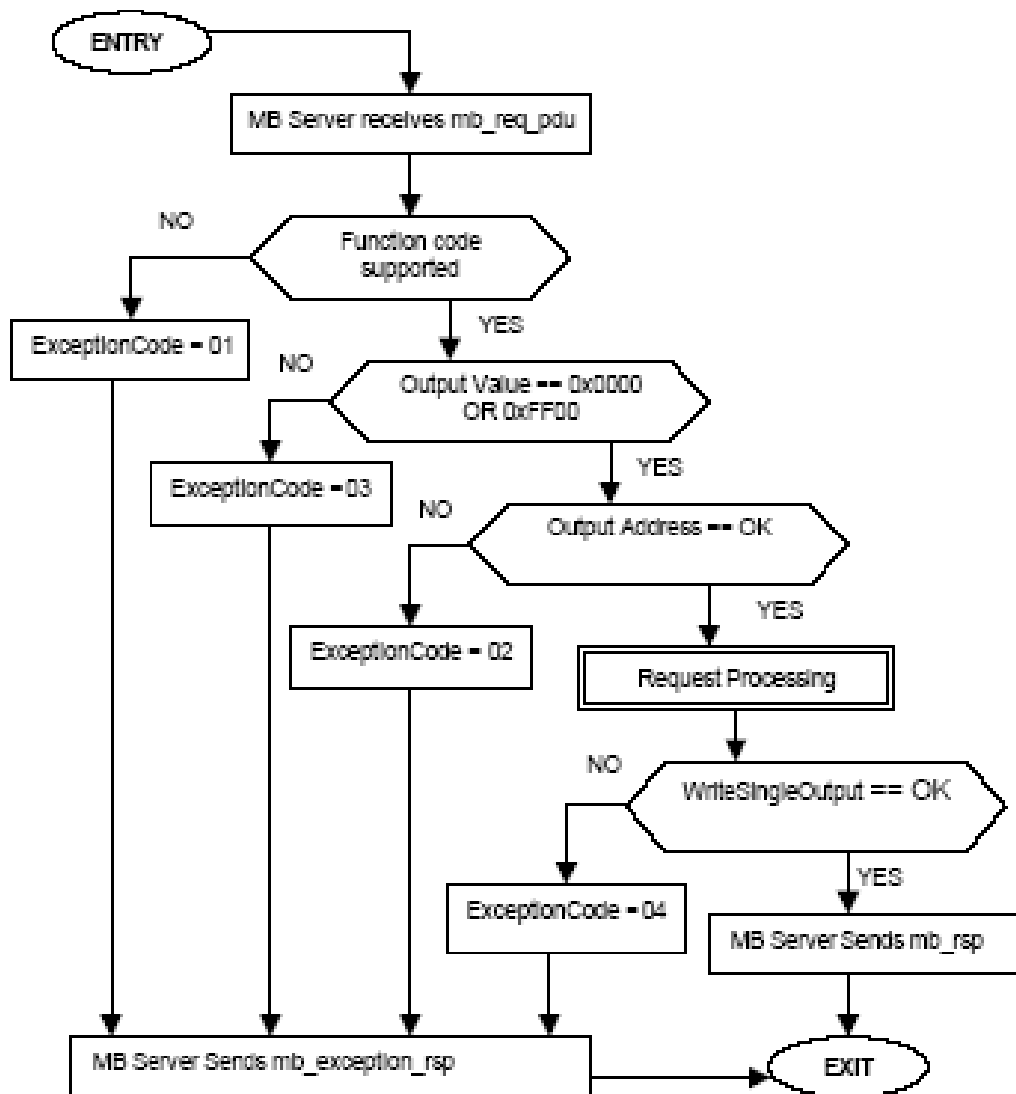 ENTRY
MB Server receives mb_req_pdu
NO
Function code
supported
YES
ExceptionCode = 01
NO
Output Value == 0x0000
OR 0xFF00
YES
ExceptionCode = 03
NO
Output Address == OK
YES
ExceptionCode = 02
Request Processing
NO
WriteSingleOutput == OK
YES
ExceptionCode = 04
MB Server Sends mb_rsp
MB Server Sends mb_exception_rsp
EXIT